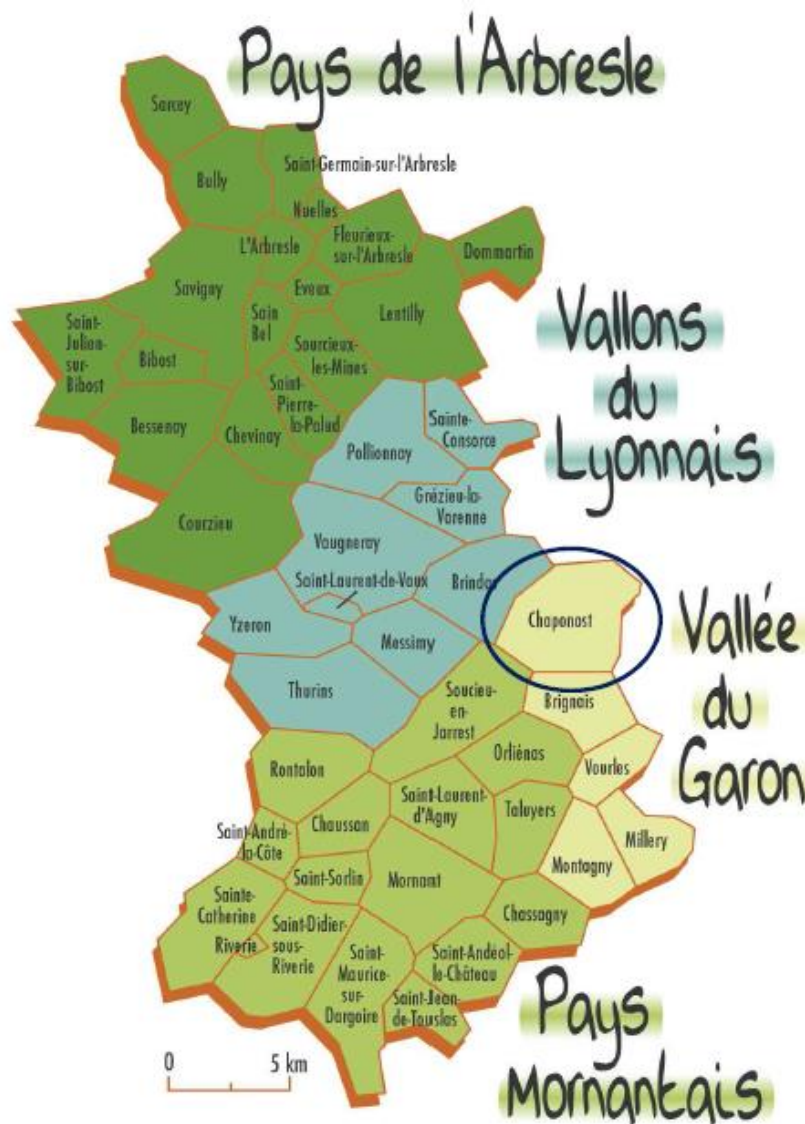 Pays de l'Arbresle
Sarcey
Saint-Germain-sur-l'Arbresle
Bully
Nuelles
L'Arbresle
Fleurieux-
sur-l'Arbresle
Dommartin
Savigny
Eveux
Sain
Bel
Lentilly
Saint-
Julien-
sur-
Bibost
Bibost
Sourcieux-
les-Mines
Saint-
Pierre-
la-Palud
Bessenay
Chevinay
Vallons
du
Lyonnais
Sainte-
Consorce
Pollionnay
Grézieu-la-
Varenne
Courzieu
Vaugneray
Saint-Laurent-de-Vaux
Brindas
Chaponost
Yzeron
Messimy
Vallée
du
Garon
Thurins
Soucieu-
en-
Jarrest
Brignais
Orliénas
Vourles
Rontalon
Saint-Laurent-
d'Agny
Taluyers
Chaussan
Saint-André-
la-Côte
Millery
Montagny
Saint-Sorlin
Mornant
Sainte-
Catherine
Chassagny
Riverie
Saint-Didier-
sous-
Riverie
Saint-
Maurice-
sur-
Dargoire
Saint-Andéol-
le-Château
Saint-Jean-
de-Touslas
Pays
Mornantais
0 5 km